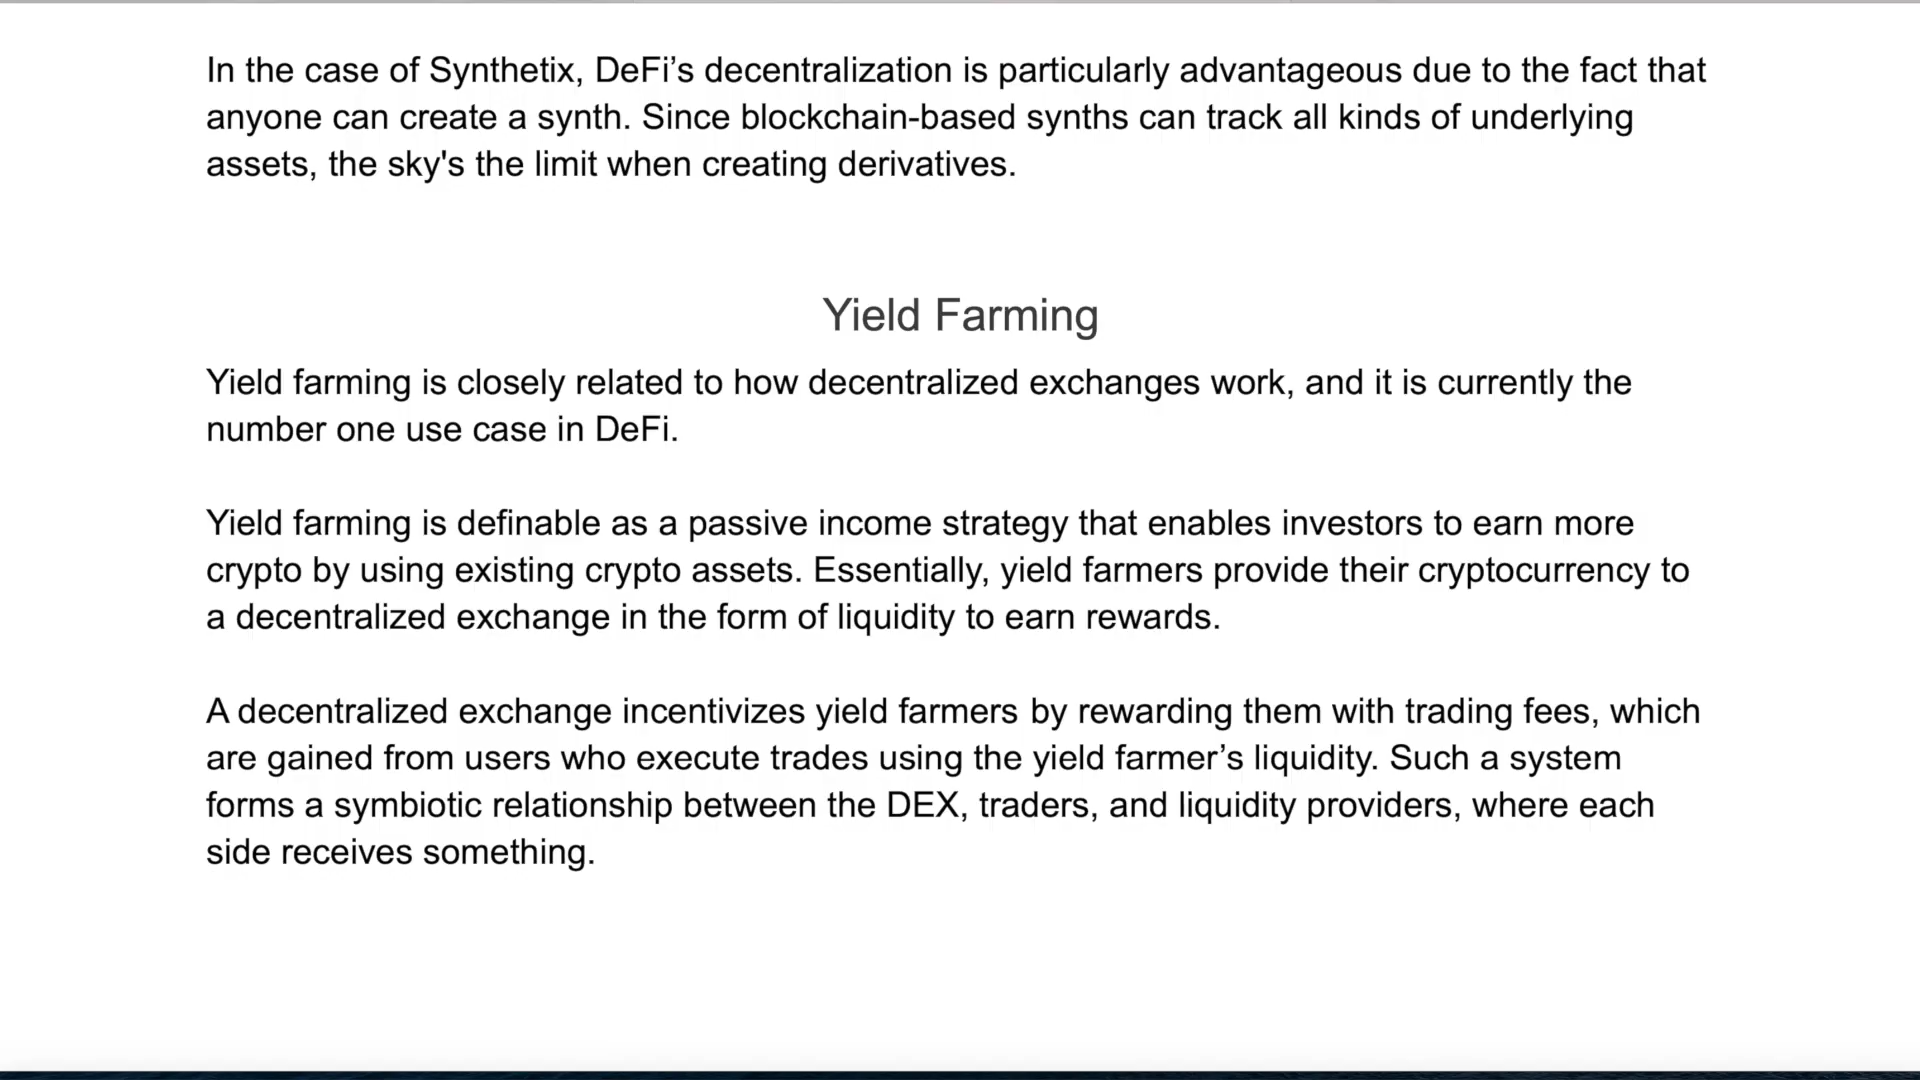 In the case of Synthetix, DeFi’s decentralization is particularly advantageous due to the fact that
anyone can create a synth. Since blockchain-based synths can track all kinds of underlying
assets, the sky's the limit when creating derivatives.
Yield Farming
Yield farming is closely related to how decentralized exchanges work, and it is currently the
number one use case in DeFi.
Yield farming is definable as a passive income strategy that enables investors to earn more
crypto by using existing crypto assets. Essentially, yield farmers provide their cryptocurrency to
a decentralized exchange in the form of liquidity to earn rewards.
A decentralized exchange incentivizes yield farmers by rewarding them with trading fees, which
are gained from users who execute trades using the yield farmer’s liquidity. Such a system
forms a symbiotic relationship between the DEX, traders, and liquidity providers, where each
side receives something.